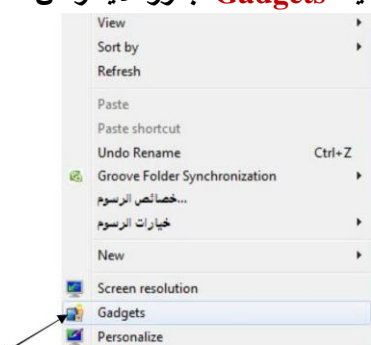 Gadgets
View
Sort by
Refresh
Paste
Paste shortcut
Undo Rename Ctrl+Z
Groove Folder Synchronization
خصائص الرسوم...
خيارات الرسوم
New
Screen resolution
Gadgets
Personalize